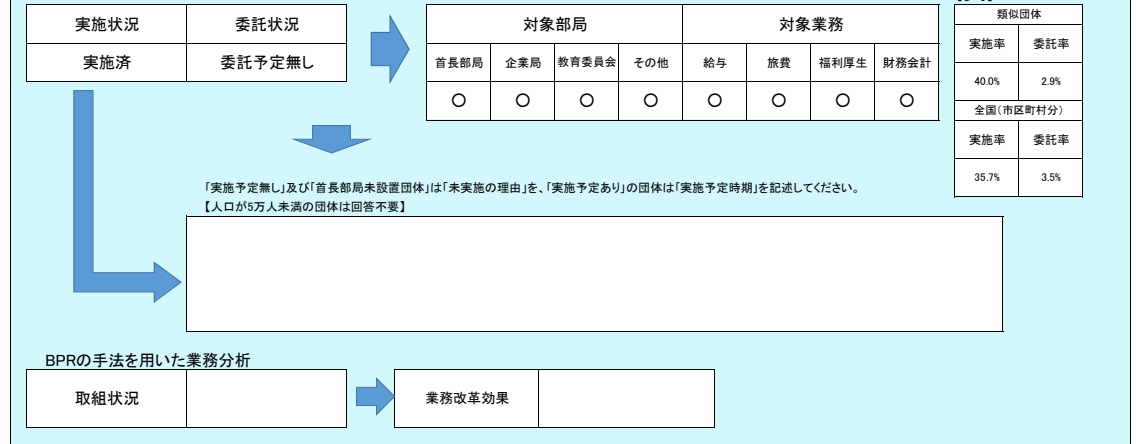 実施状況 委託状況
実施済 委託予定無し
対象部局 対象業務
首長部局 企業局 教育委員会 その他 給与 旅費 福利厚生 財務会計
○ ○ ○ ○ ○ ○ ○ ○
類似団体
実施率 委託率
40.0% 2.9%
全国(市区町村分)
実施率 委託率
35.7% 3.5%
「実施予定無し」及び「首長部局未設置団体」は「未実施の理由」を、「実施予定あり」の団体は「実施予定時期」を記述してください。
【人口が5万人未満の団体は回答不要】
BPRの手法を用いた業務分析
取組状況 業務改革効果